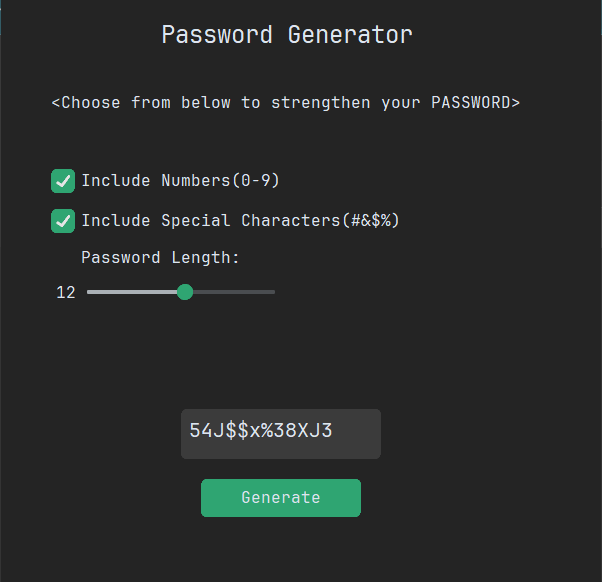 Password Generator
<Choose from below to strengthen your PASSWORD>
Include Numbers(0-9)
Include Special Characters(#&$%)
Password Length:
12
54J$$x%38XJ3
Generate